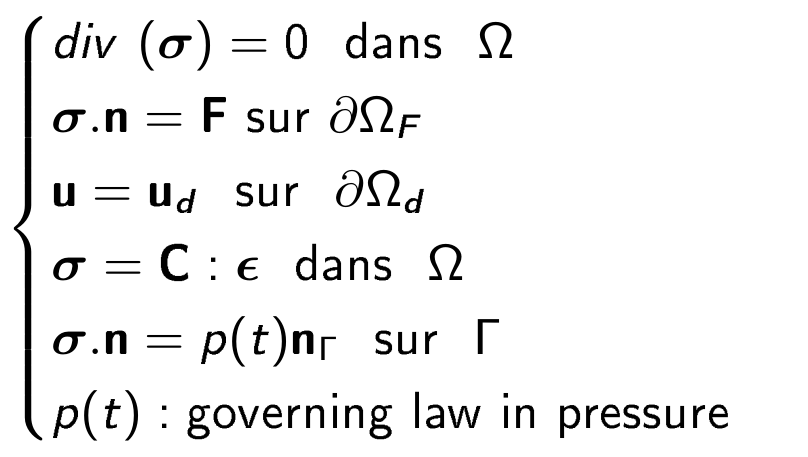 div (σ) = 0 dans Ω
σ.n = F sur ∂Ω_F
u = u_d sur ∂Ω_d
σ = C : ϵ dans Ω
σ.n = p(t)n_Γ sur Γ
p(t) : governing law in pressure